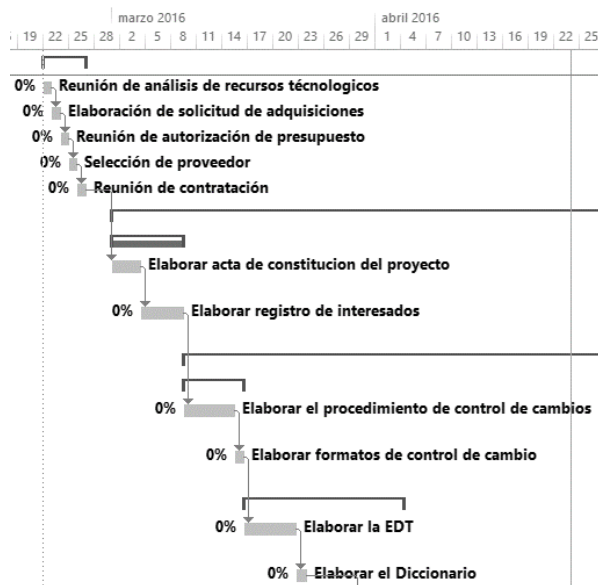 marzo 2016 abril 2016
19 22 25 28 2 5 8 11 14 17 20 23 26 29 1 4 7 10 13 16 19 22 25
0% Reunión de análisis de recursos técnologicos
0% Elaboración de solicitud de adquisiciones
0% Reunión de autorización de presupuesto
0% Selección de proveedor
0% Reunión de contratación
Elaborar acta de constitucion del proyecto
0% Elaborar registro de interesados
0% Elaborar el procedimiento de control de cambios
0% Elaborar formatos de control de cambio
0% Elaborar la EDT
0% Elaborar el Diccionario